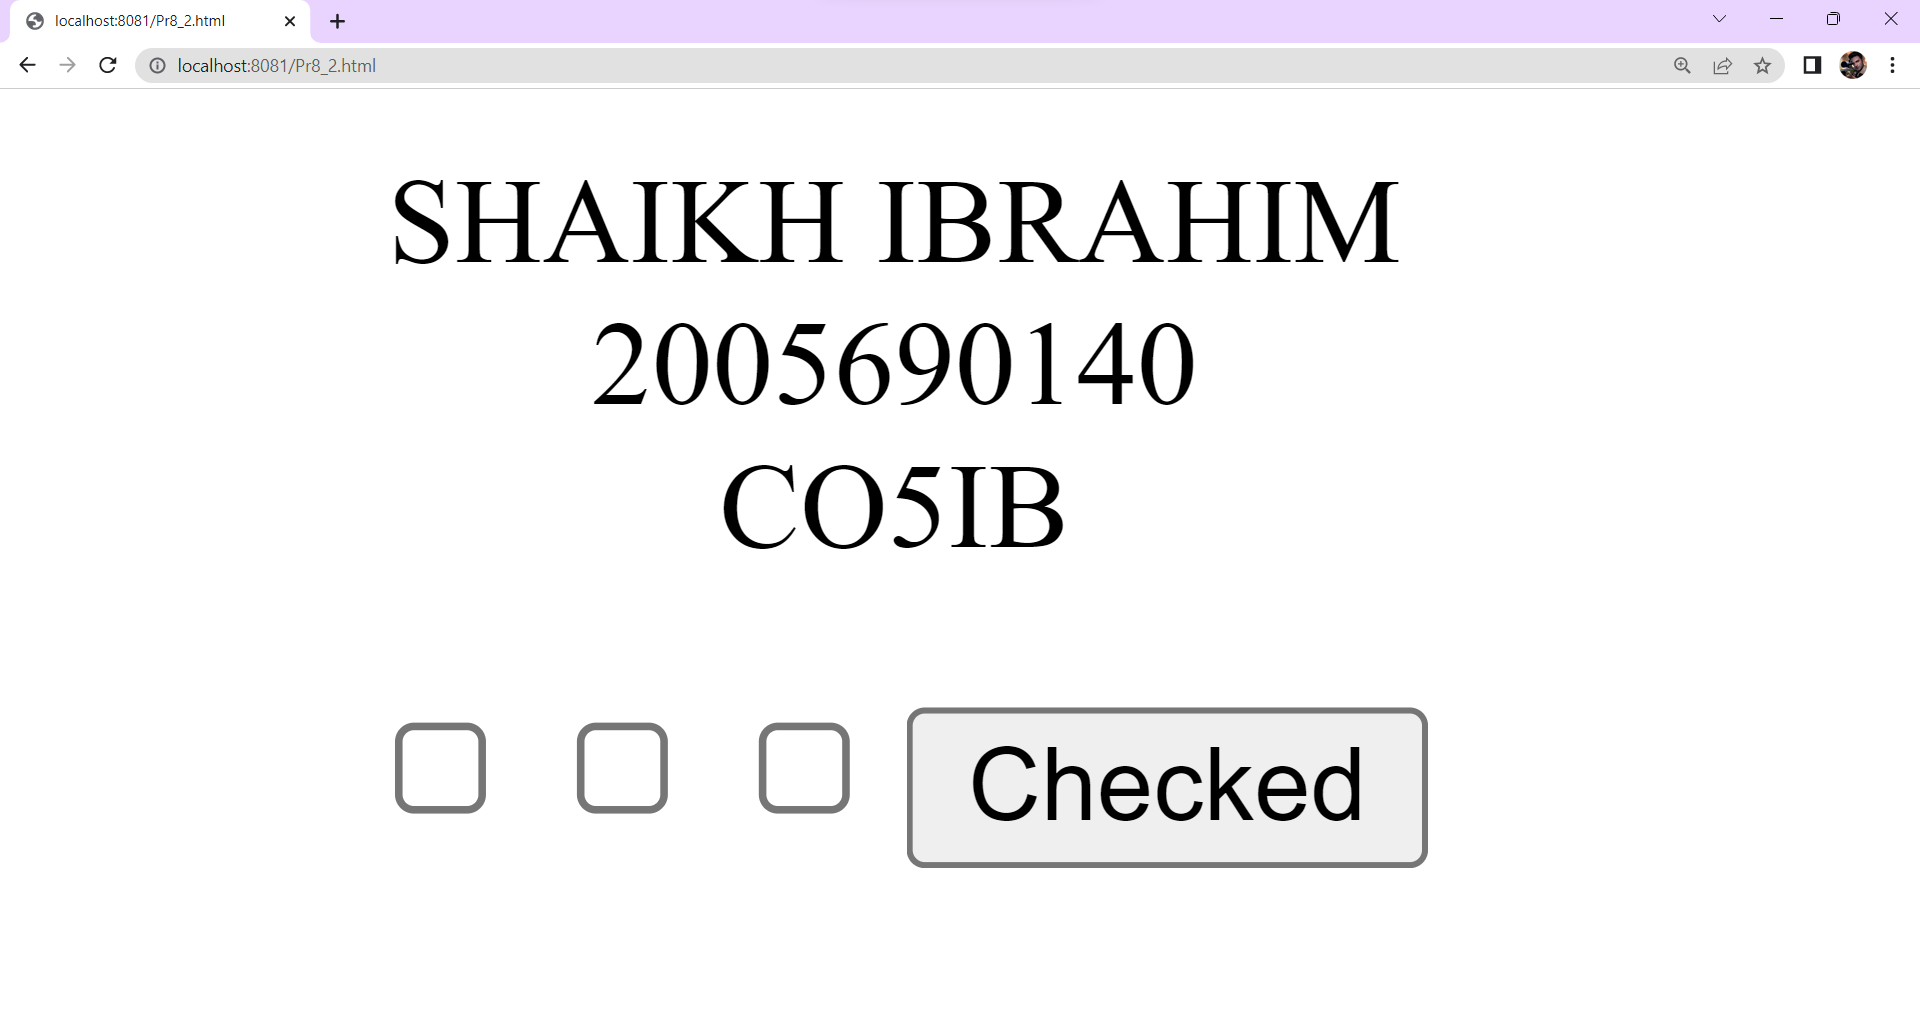 localhost:8081/Pr8_2.html
localhost:8081/Pr8_2.html
SHAIKH IBRAHIM
2005690140
CO5IB
Checked